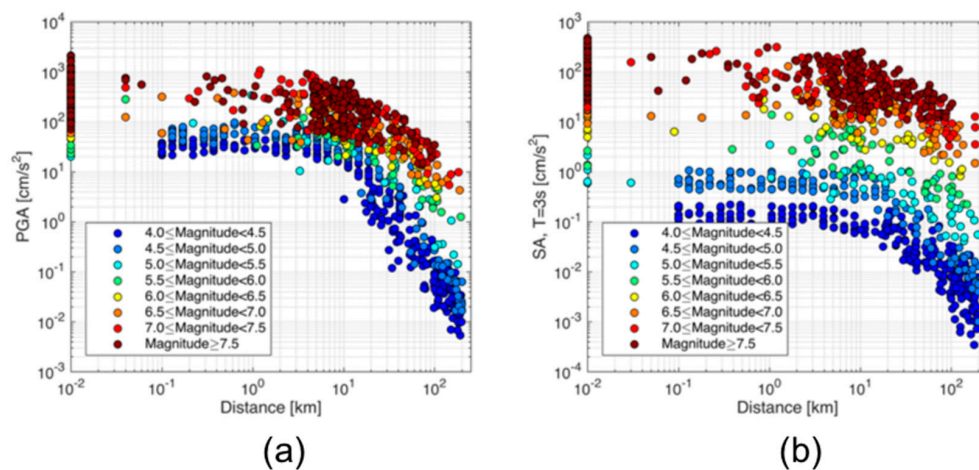 10^3
10^2
10^1
10^0
10^-1
10^-2
10^-3
PGA [cm/s^2]
4.0≤Magnitude<4.5
4.5≤Magnitude<5.0
5.0≤Magnitude<5.5
5.5≤Magnitude<6.0
6.0≤Magnitude<6.5
6.5≤Magnitude<7.0
7.0≤Magnitude<7.5
Magnitude≥7.5
10^-2 10^-1 10^0 10^1 10^2
Distance [km]
(a)
10^3
10^2
10^1
10^0
10^-1
10^-2
10^-3
10^-4
SA, T=3s [cm/s^2]
4.0≤Magnitude<4.5
4.5≤Magnitude<5.0
5.0≤Magnitude<5.5
5.5≤Magnitude<6.0
6.0≤Magnitude<6.5
6.5≤Magnitude<7.0
7.0≤Magnitude<7.5
Magnitude≥7.5
10^-2 10^-1 10^0 10^1 10^2
Distance [km]
(b)